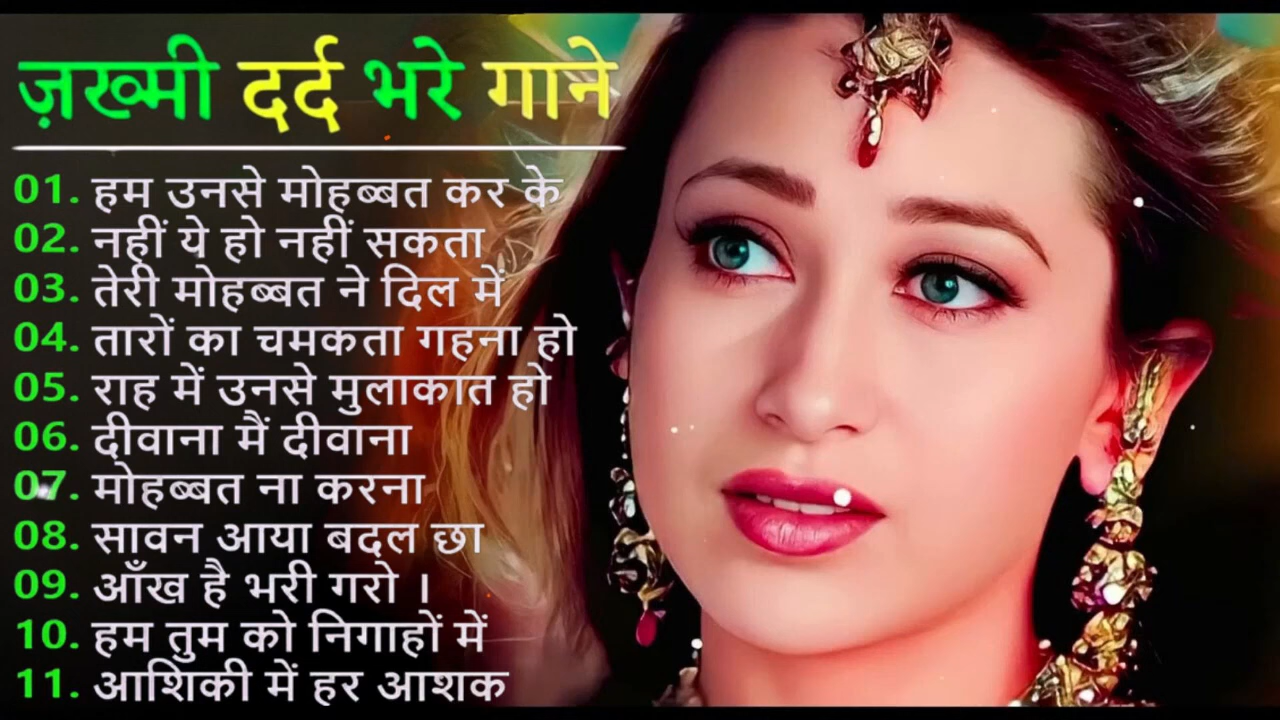 ज़ख्मी दर्द भरे गाने
01. हम उनसे मोहब्बत कर के
02. नहीं ये हो नहीं सकता
03. तेरी मोहब्बत ने दिल में
04. तारों का चमकता गहना हो
05. राह में उनसे मुलाकात हो
06. दीवाना मैं दीवाना
07. मोहब्बत ना करना
08. सावन आया बदल छा
09. आँख है भरी गरो ।
10. हम तुम को निगाहों में
11. आशिकी में हर आशक